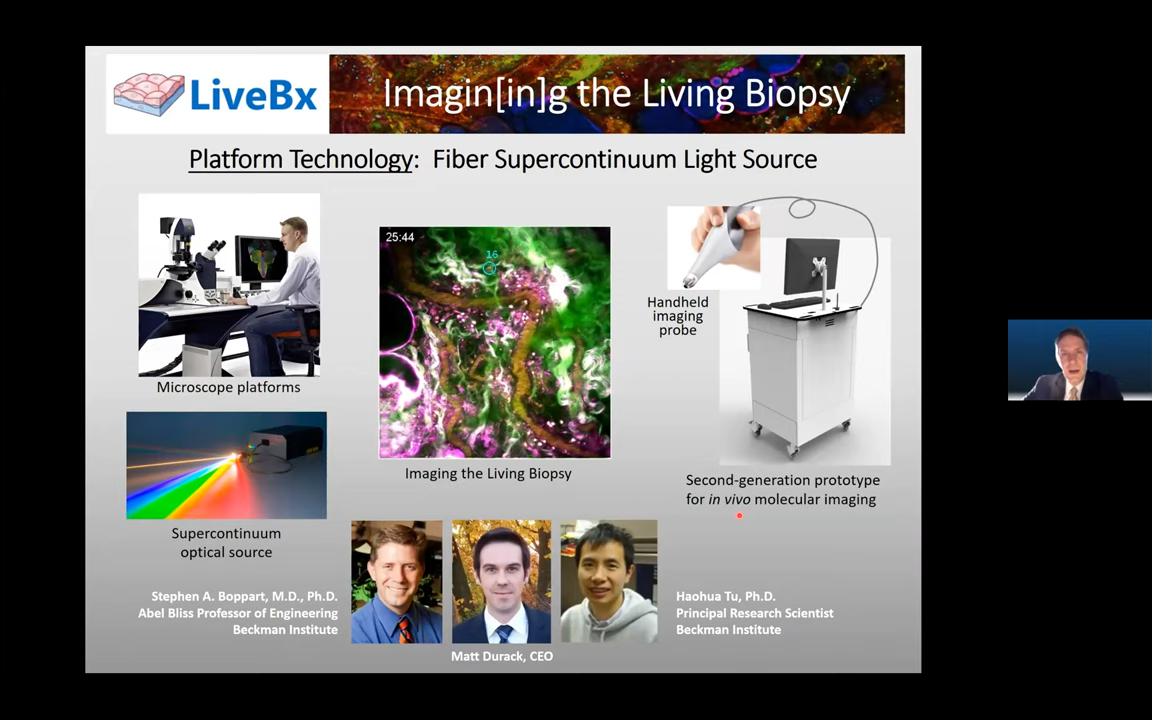 LiveBx
Imagin[in]g the Living Biopsy
Platform Technology: Fiber Supercontinuum Light Source
Microscope platforms
25:44
16
Imaging the Living Biopsy
Handheld
imaging
probe
Supercontinuum
optical source
Second-generation prototype
for in vivo molecular imaging
Stephen A. Boppart, M.D., Ph.D.
Abel Bliss Professor of Engineering
Beckman Institute
Matt Durack, CEO
Haohua Tu, Ph.D.
Principal Research Scientist
Beckman Institute